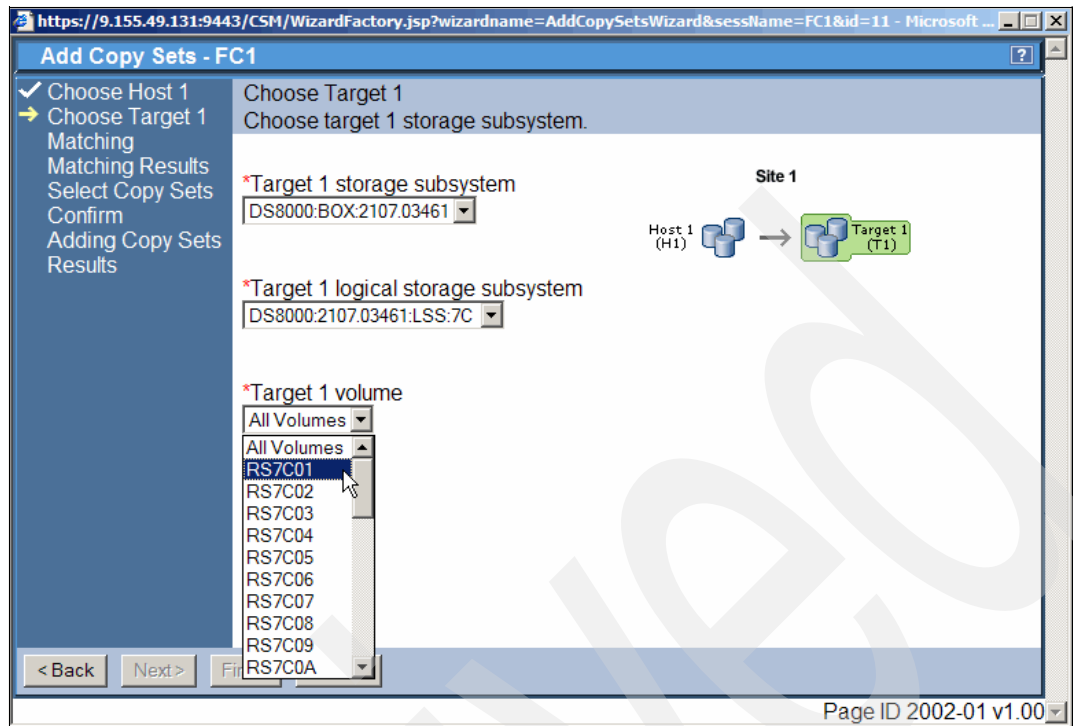 https://9.155.49.131:9443/CSM/WizardFactory.jsp?wizardname=AddCopySetsWizard&sessName=FC1&id=11 - Microsoft ...
Add Copy Sets - FC1
?
Choose Host 1
Choose Target 1
Matching
Matching Results
Select Copy Sets
Confirm
Adding Copy Sets
Results
Choose Target 1
Choose target 1 storage subsystem.
*Target 1 storage subsystem
DS8000:BOX:2107.03461
Site 1
Host 1
(H1)
Target 1
(T1)
*Target 1 logical storage subsystem
DS8000:2107.03461:LSS:7C
*Target 1 volume
All Volumes
All Volumes
RS7C01
RS7C02
RS7C03
RS7C04
RS7C05
RS7C06
RS7C07
RS7C08
RS7C09
RS7C0A
< Back
Next >
Page ID 2002-01 v1.00